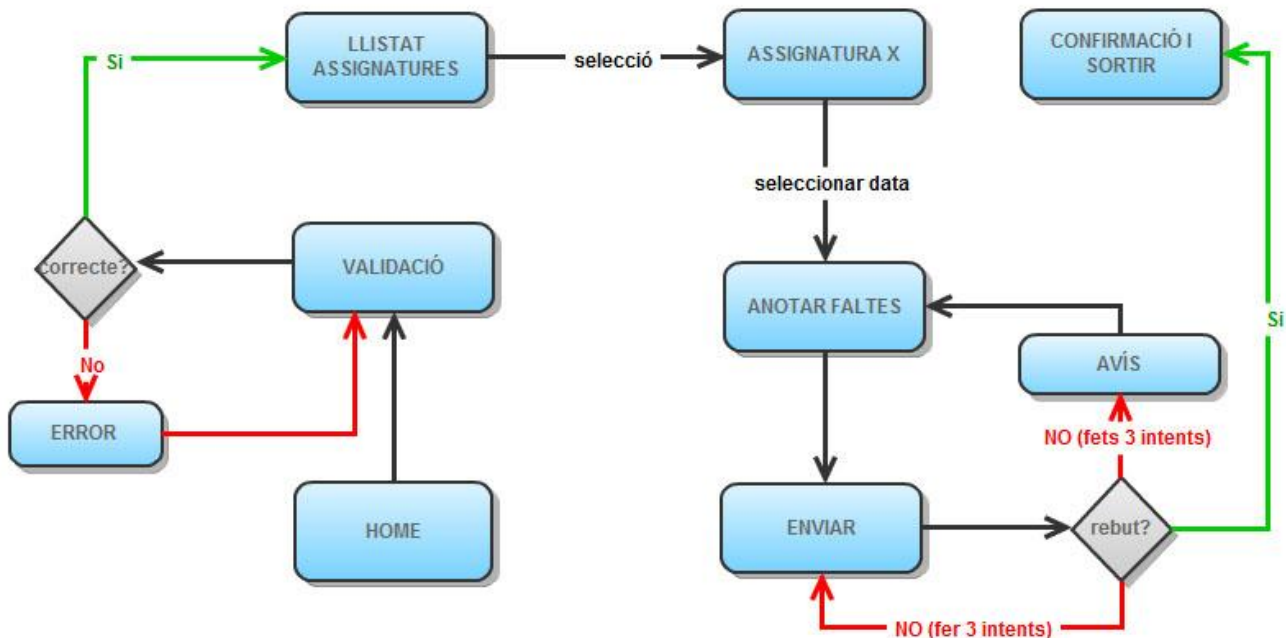 LLISTAT
ASSIGNATURES
Si
selecció
ASSIGNATURA X
CONFIRMACIÓ I
SORTIR
seleccionar data
correcte?
VALIDACIÓ
ANOTAR FALTES
Si
No
AVÍS
ERROR
NO (fets 3 intents)
HOME
ENVIAR
rebut?
NO (fer 3 intents)